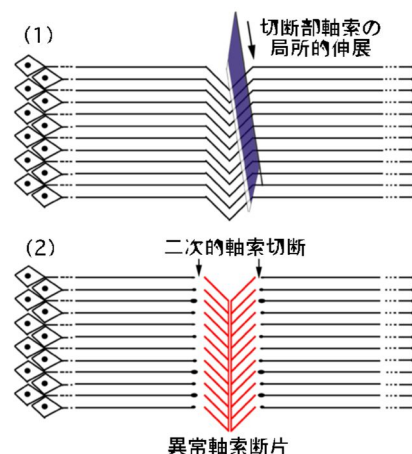 (1)
切断部軸索の
局所的伸展
(2)
二次的軸索切断
異常軸索断片